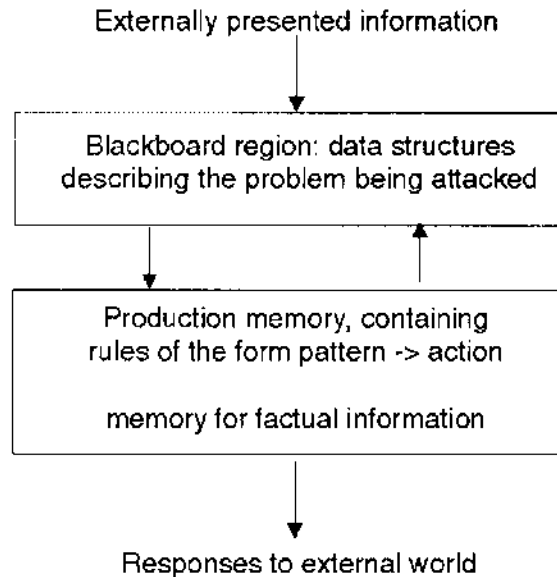 Externally presented information
Blackboard region: data structures
describing the problem being attacked
Production memory, containing
rules of the form pattern -> action
memory for factual information
Responses to external world